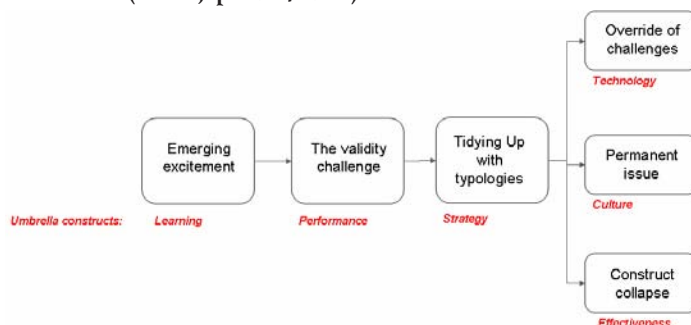 Override of
challenges
Technology
Emerging
excitement
The validity
challenge
Tidying Up
with
typologies
Permanent
issue
Umbrella constructs:
Learning
Performance
Strategy
Culture
Construct
collapse
Effectiveness